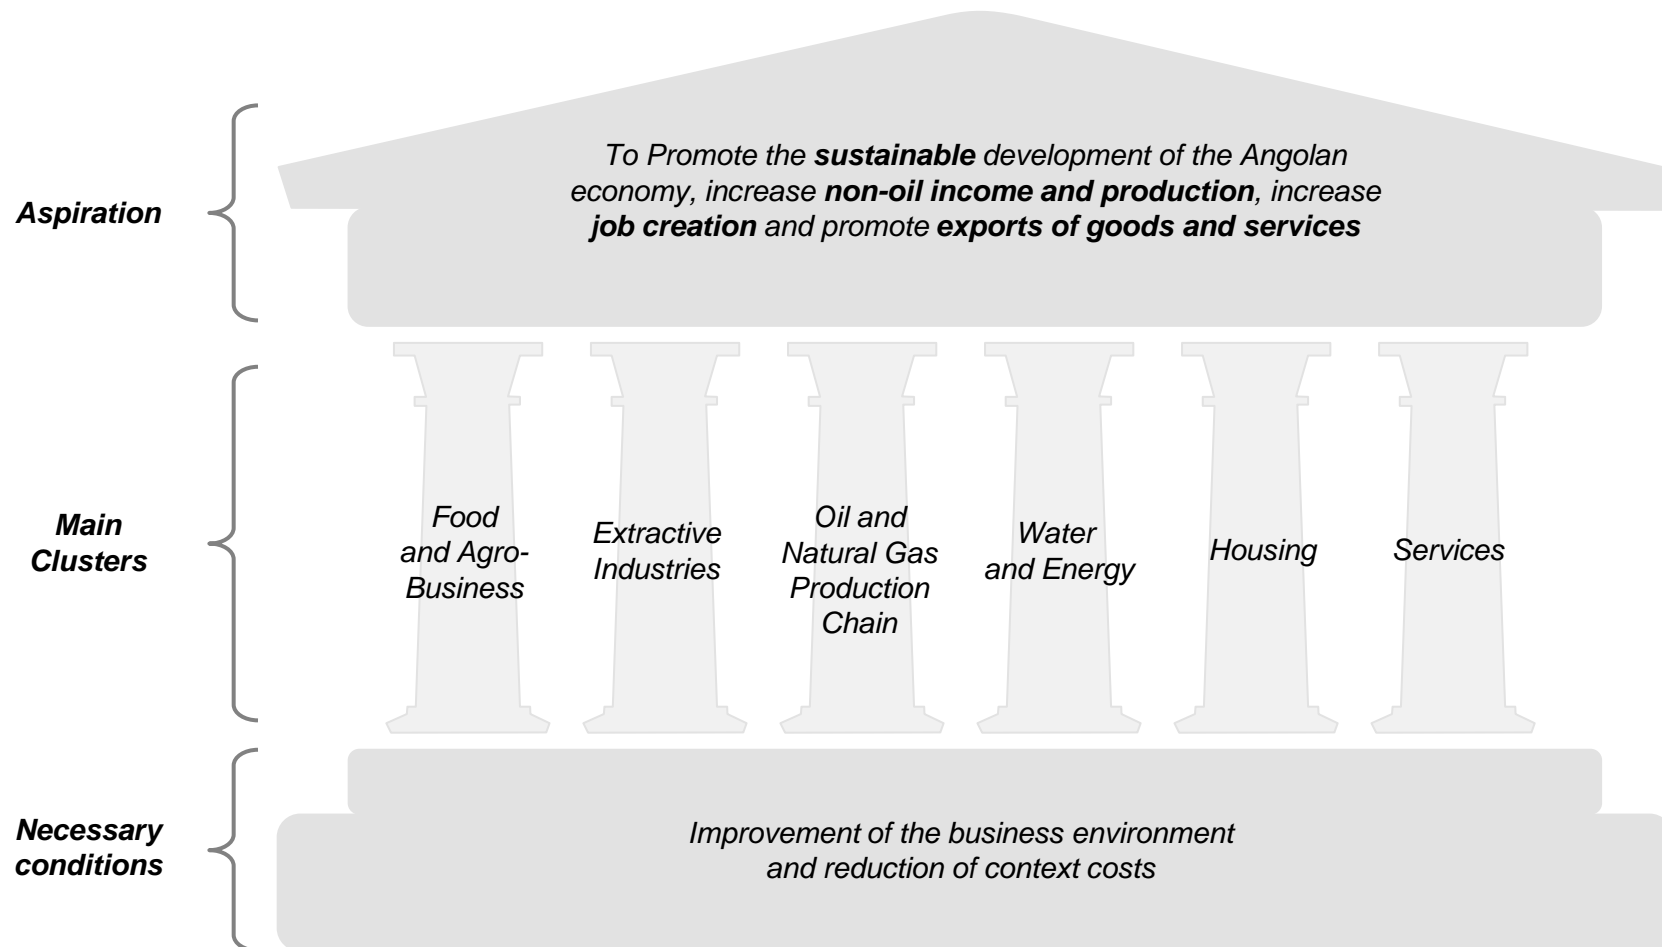 Aspiration
To Promote the sustainable development of the Angolan
economy, increase non-oil income and production, increase
job creation and promote exports of goods and services
Main
Clusters
Food
and Agro-
Business
Extractive
Industries
Oil and
Natural Gas
Production
Chain
Water
and Energy
Housing
Services
Necessary
conditions
Improvement of the business environment
and reduction of context costs